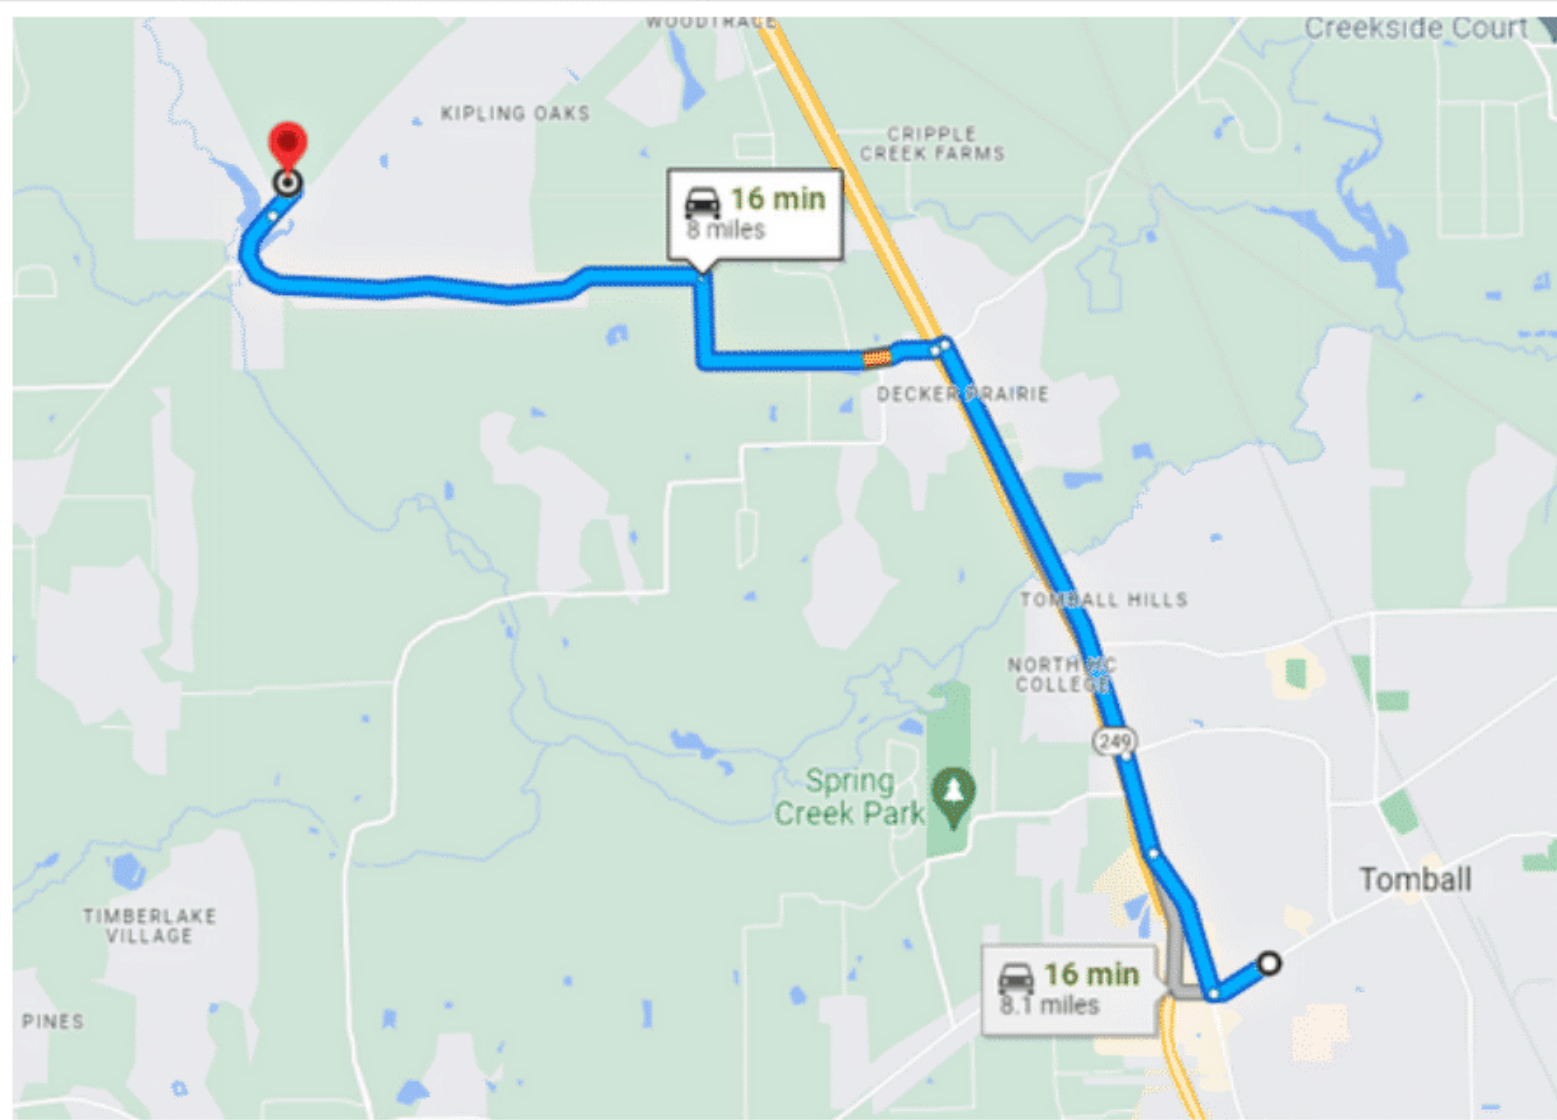 WOODTRACE
Creekside Court
KIPLING OAKS
CRIPPLE
CREEK FARMS
16 min
8 miles
DECKER PRAIRIE
TOMBALL HILLS
NORTH HC
COLLEGE
249
Spring
Creek Park
Tomball
TIMBERLAKE
VILLAGE
16 min
8.1 miles
PINES